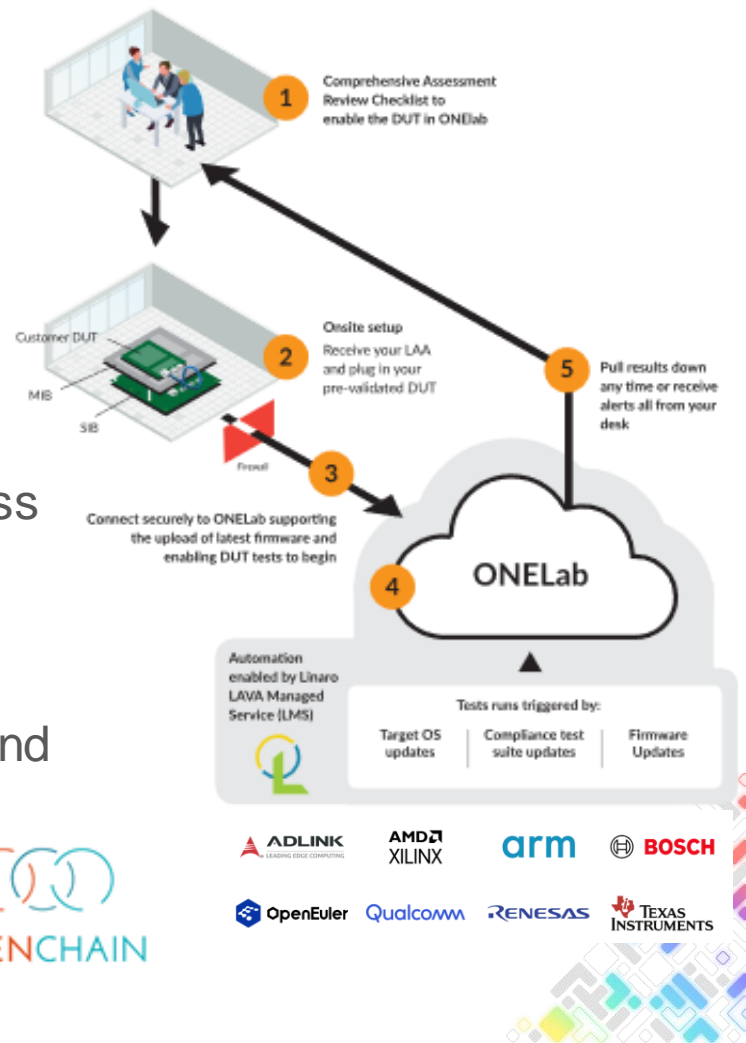 1
Comprehensive Assessment
Review Checklist to
enable the DUT in ONElab
Customer DUT
MIB
SIB
2
Onsite setup
Receive your LAA
and plug in your
pre-validated DUT
Firewall
3
Connect securely to ONELab supporting
the upload of latest firmware and
enabling DUT tests to begin
5
Pull results down
any time or receive
alerts all from your
desk
ss
nd
4
ONELab
Automation
enabled by Linaro
LAVA Managed
Service (LMS)
Tests runs triggered by:
Target OS
updates
Compliance test
suite updates
Firmware
Updates
ADLINK
LEADING EDGE COMPUTING
AMD
XILINX
arm
BOSCH
OpenEuler
Qualcomm
RENESAS
TEXAS
INSTRUMENTS
ENCHAIN